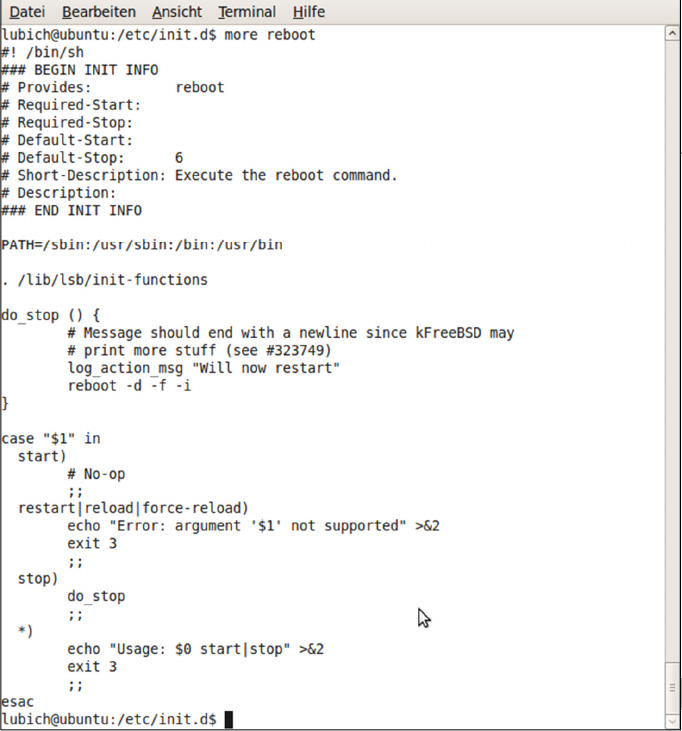 Datei Bearbeiten Ansicht Terminal Hilfe
lubich@ubuntu:/etc/init.d$ more reboot
#! /bin/sh
### BEGIN INIT INFO
# Provides:          reboot
# Required-Start:
# Required-Stop:
# Default-Start:
# Default-Stop:      6
# Short-Description: Execute the reboot command.
# Description:
### END INIT INFO

PATH=/sbin:/usr/sbin:/bin:/usr/bin

. /lib/lsb/init-functions

do_stop () {
        # Message should end with a newline since kFreeBSD may
        # print more stuff (see #323749)
        log_action_msg "Will now restart"
        reboot -d -f -i
}

case "$1" in
  start)
        # No-op
        ;;
  restart|reload|force-reload)
        echo "Error: argument '$1' not supported" >&2
        exit 3
        ;;
  stop)
        do_stop
        ;;
  *)
        echo "Usage: $0 start|stop" >&2
        exit 3
        ;;
esac
lubich@ubuntu:/etc/init.d$